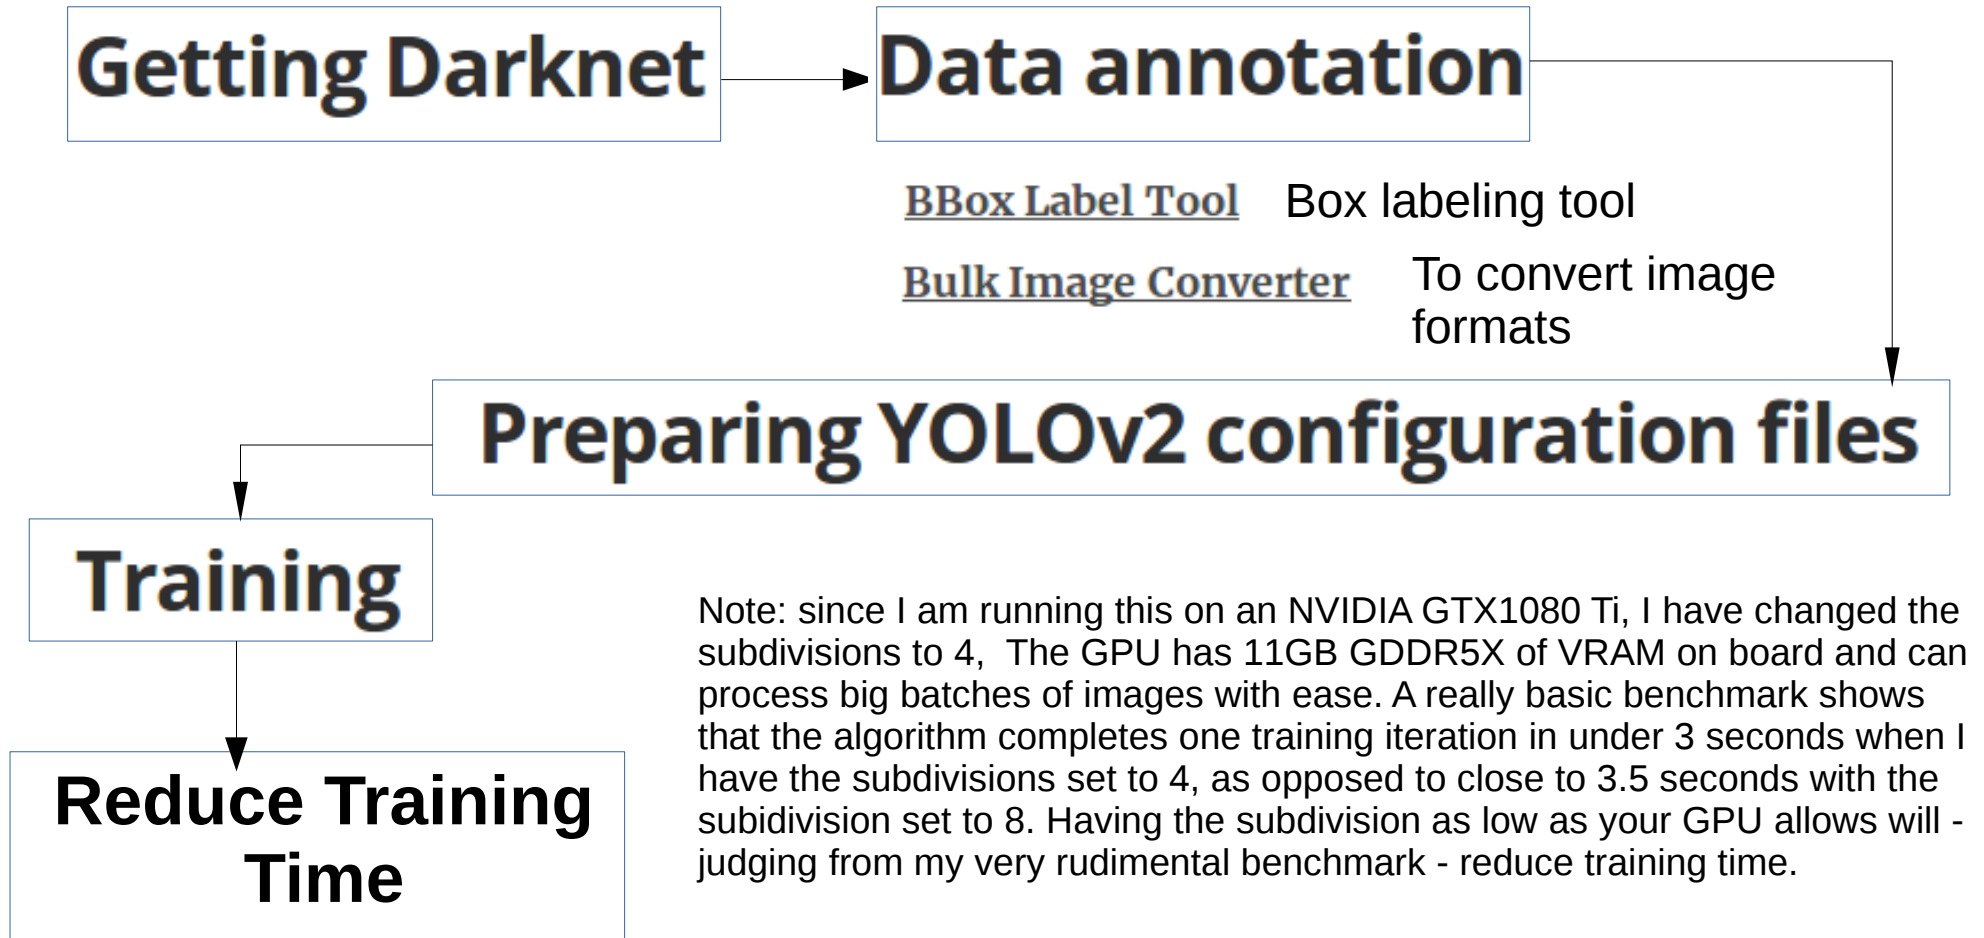 Getting Darknet
Data annotation
BBox Label Tool
Box labeling tool
Bulk Image Converter
To convert image
formats
Preparing YOLOv2 configuration files
Training
Reduce Training
Time
Note: since I am running this on an NVIDIA GTX1080 Ti, I have changed the
subdivisions to 4,  The GPU has 11GB GDDR5X of VRAM on board and can
process big batches of images with ease. A really basic benchmark shows
that the algorithm completes one training iteration in under 3 seconds when I
have the subdivisions set to 4, as opposed to close to 3.5 seconds with the
subidivision set to 8. Having the subdivision as low as your GPU allows will -
judging from my very rudimental benchmark - reduce training time.